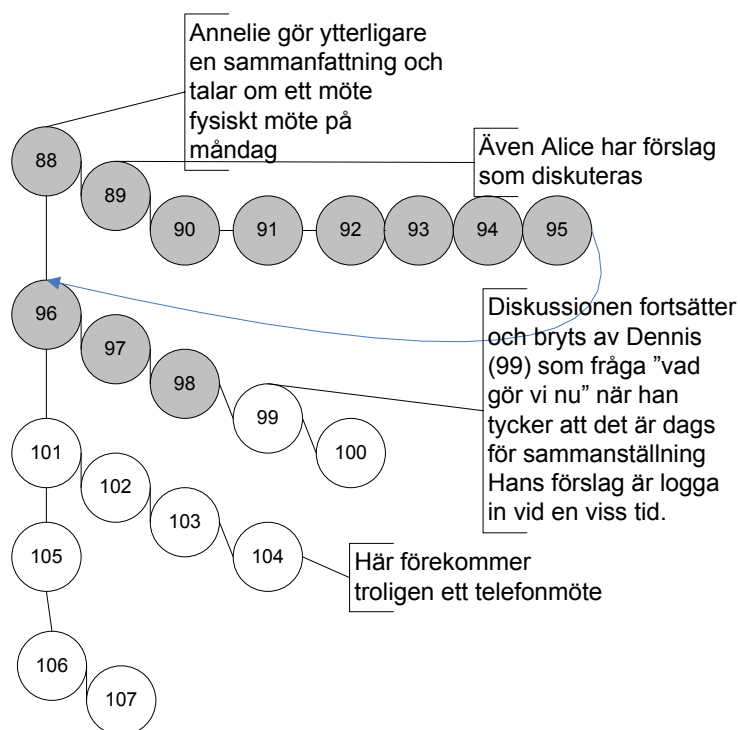 Annelie gör ytterligare
en sammanfattning och
talar om ett möte
fysiskt möte på
måndag
88
Även Alice har förslag
som diskuteras
89
90
91
92
93
94
95
96
Diskussionen fortsätter
och bryts av Dennis
(99) som fråga ”vad
gör vi nu” när han
tycker att det är dags
för sammanställning
Hans förslag är logga
in vid en viss tid.
97
98
99
100
101
102
103
104
Här förekommer
troligen ett telefonmöte
105
106
107